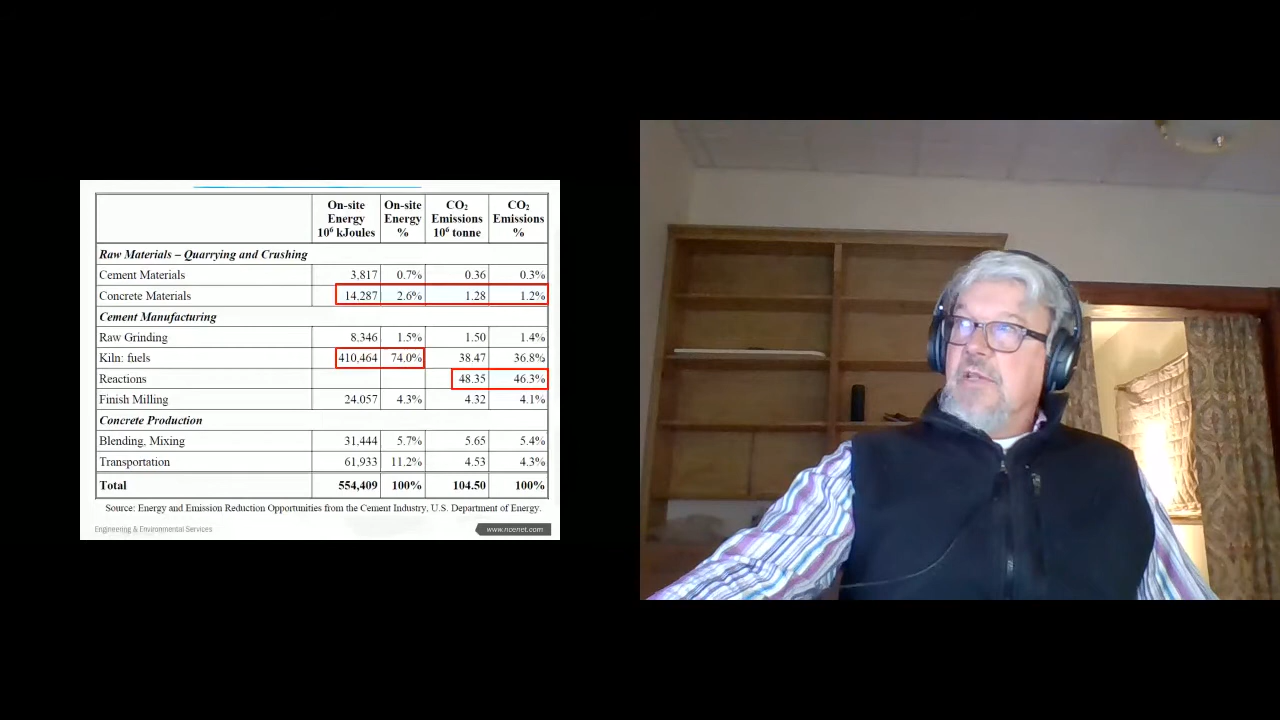 On-site Energy 10⁶ kJoules On-site Energy % CO₂ Emissions 10⁶ tonne CO₂ Emissions %
Raw Materials – Quarrying and Crushing
Cement Materials 3,817 0.7% 0.36 0.3%
Concrete Materials 14,287 2.6% 1.28 1.2%
Cement Manufacturing
Raw Grinding 8,346 1.5% 1.50 1.4%
Kiln: fuels 410,464 74.0% 38.47 36.8%
Reactions 48.35 46.3%
Finish Milling 24,057 4.3% 4.32 4.1%
Concrete Production
Blending, Mixing 31,444 5.7% 5.65 5.4%
Transportation 61,933 11.2% 4.53 4.3%
Total 554,409 100% 104.50 100%
Source: Energy and Emission Reduction Opportunities from the Cement Industry, U.S. Department of Energy.
Engineering & Environmental Services
www.ncenet.com